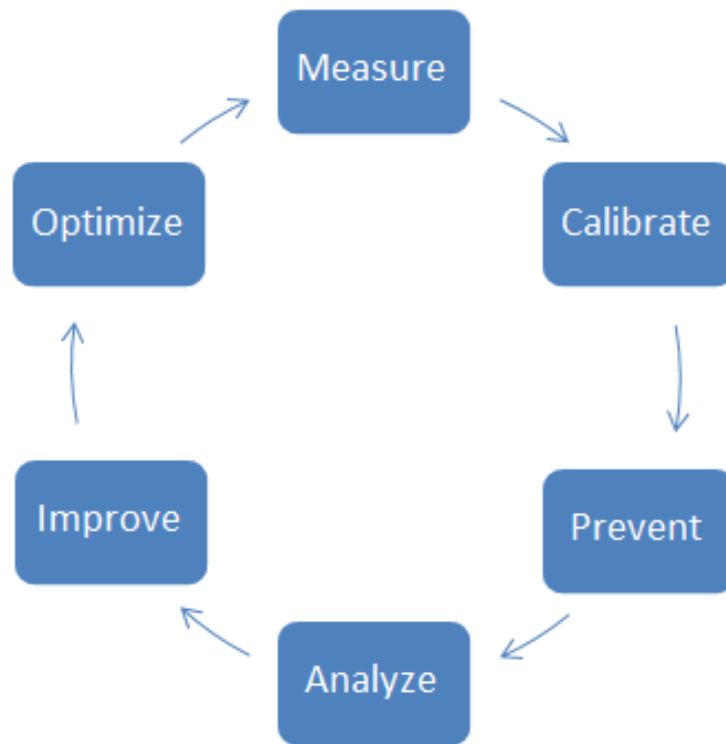 Measure
Calibrate
Prevent
Analyze
Improve
Optimize